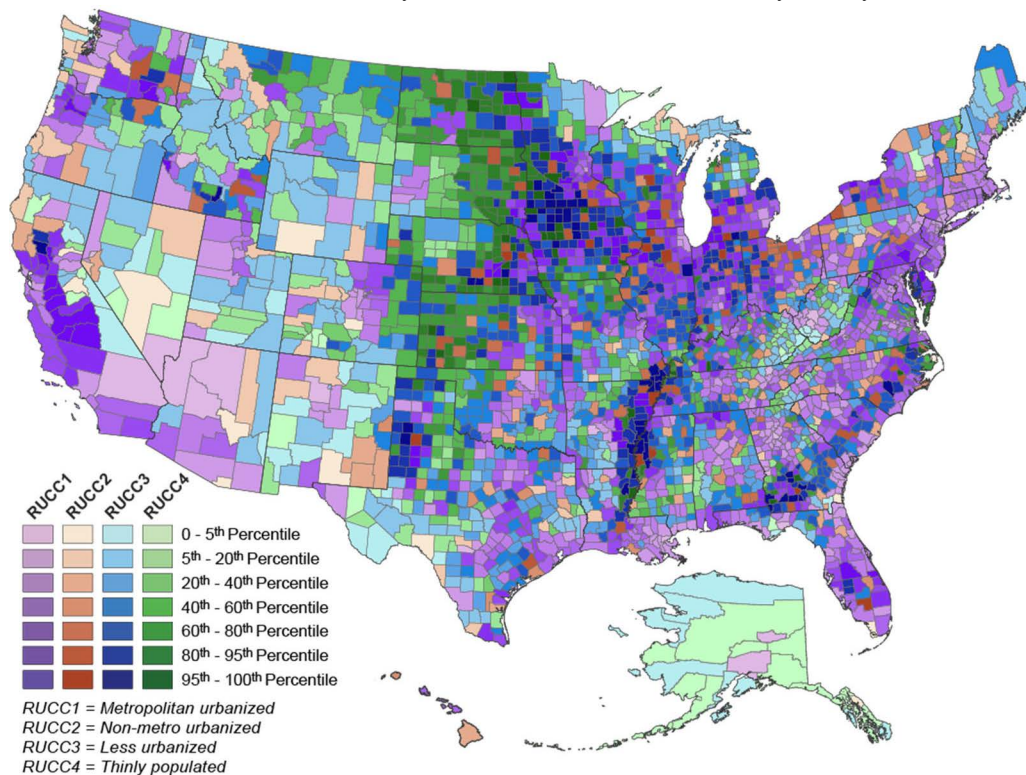 RUCC1 RUCC2 RUCC3 RUCC4
0 - 5th Percentile
5th - 20th Percentile
20th - 40th Percentile
40th - 60th Percentile
60th - 80th Percentile
80th - 95th Percentile
95th - 100th Percentile
RUCC1 = Metropolitan urbanized
RUCC2 = Non-metro urbanized
RUCC3 = Less urbanized
RUCC4 = Thinly populated